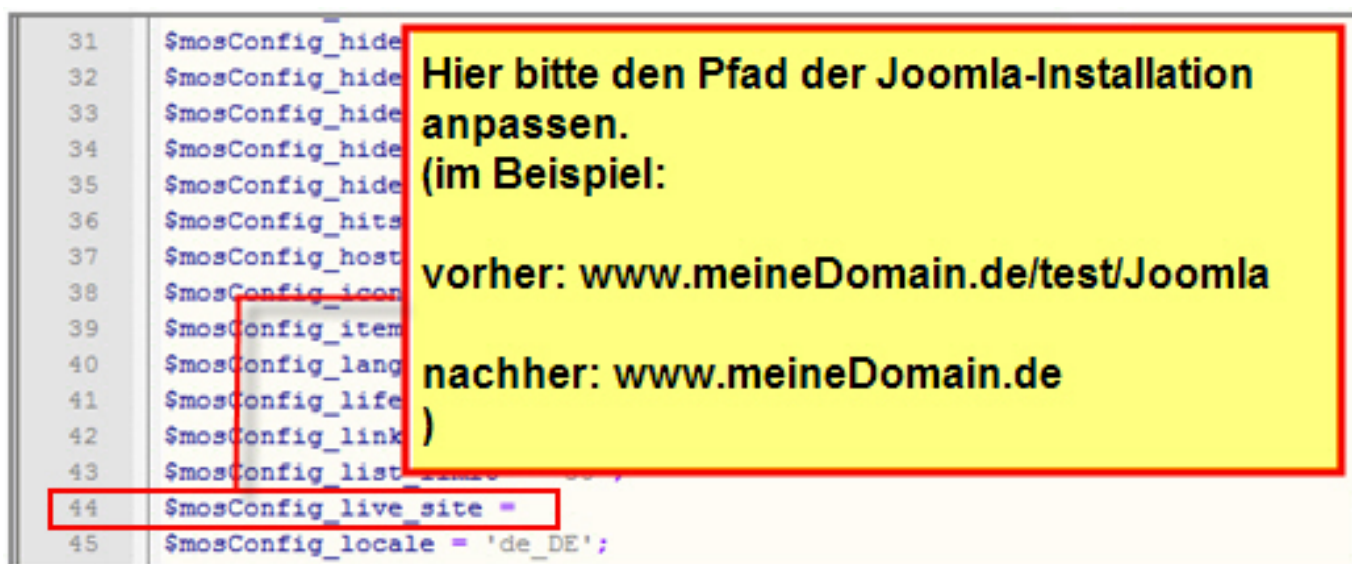 31 $mosConfig_hide
32 $mosConfig_hide
33 $mosConfig_hide
34 $mosConfig_hide
35 $mosConfig_hide
36 $mosConfig_hits
37 $mosConfig_host
38 $mosConfig_icon
39 $mosConfig_item
40 $mosConfig_lang
41 $mosConfig_life
42 $mosConfig_link
43 $mosConfig_list_limit
44 $mosConfig_live_site =
45 $mosConfig_locale = 'de_DE';
Hier bitte den Pfad der Joomla-Installation
anpassen.
(im Beispiel:
vorher: www.meineDomain.de/test/Joomla
nachher: www.meineDomain.de
)